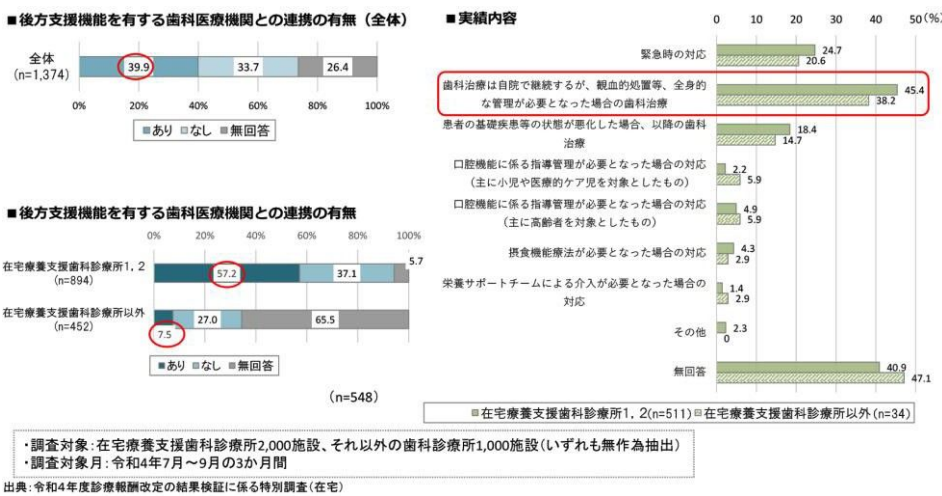 ■後方支援機能を有する歯科医療機関との連携の有無（全体）
全体
(n=1,374)
39.9
33.7
26.4
0% 20% 40% 60% 80% 100%
■あり □なし ■無回答
■後方支援機能を有する歯科医療機関との連携の有無
0% 20% 40% 60% 80% 100%
在宅療養支援歯科診療所1，2
(n=894)
57.2
37.1
5.7
在宅療養支援歯科診療所以外
(n=452)
7.5
27.0
65.5
■あり ■なし ■無回答
(n=548)
■実績内容
0 10 20 30 40 50 (%)
緊急時の対応
24.7
20.6
歯科治療は自院で継続するが、観血的処置等、全身的
な管理が必要となった場合の歯科治療
45.4
38.2
患者の基礎疾患等の状態が悪化した場合、以降の歯科
治療
18.4
14.7
口腔機能に係る指導管理が必要となった場合の対応
（主に小児や医療的ケア児を対象としたもの）
2.2
5.9
口腔機能に係る指導管理が必要となった場合の対応
（主に高齢者を対象としたもの）
4.9
5.9
摂食機能療法が必要となった場合の対応
4.3
2.9
栄養サポートチームによる介入が必要となった場合の
対応
1.4
2.9
その他
2.3
0
無回答
40.9
47.1
■在宅療養支援歯科診療所1，2(n=511) 在宅療養支援歯科診療所以外(n=34)
・調査対象：在宅療養支援歯科診療所2,000施設、それ以外の歯科診療所1,000施設（いずれも無作為抽出）
・調査対象月：令和4年7月～9月の3か月間
出典：令和4年度診療報酬改定の結果検証に係る特別調査（在宅）